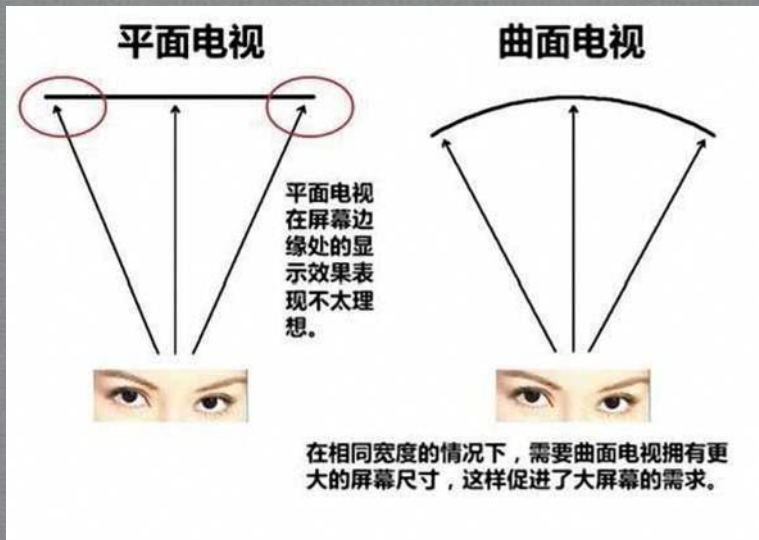 平面电视
曲面电视
平面电视
在屏幕边
缘处的显
示效果表
现不太理
想。
在相同宽度的情况下，需要曲面电视拥有更
大的屏幕尺寸，这样促进了大屏幕的需求。